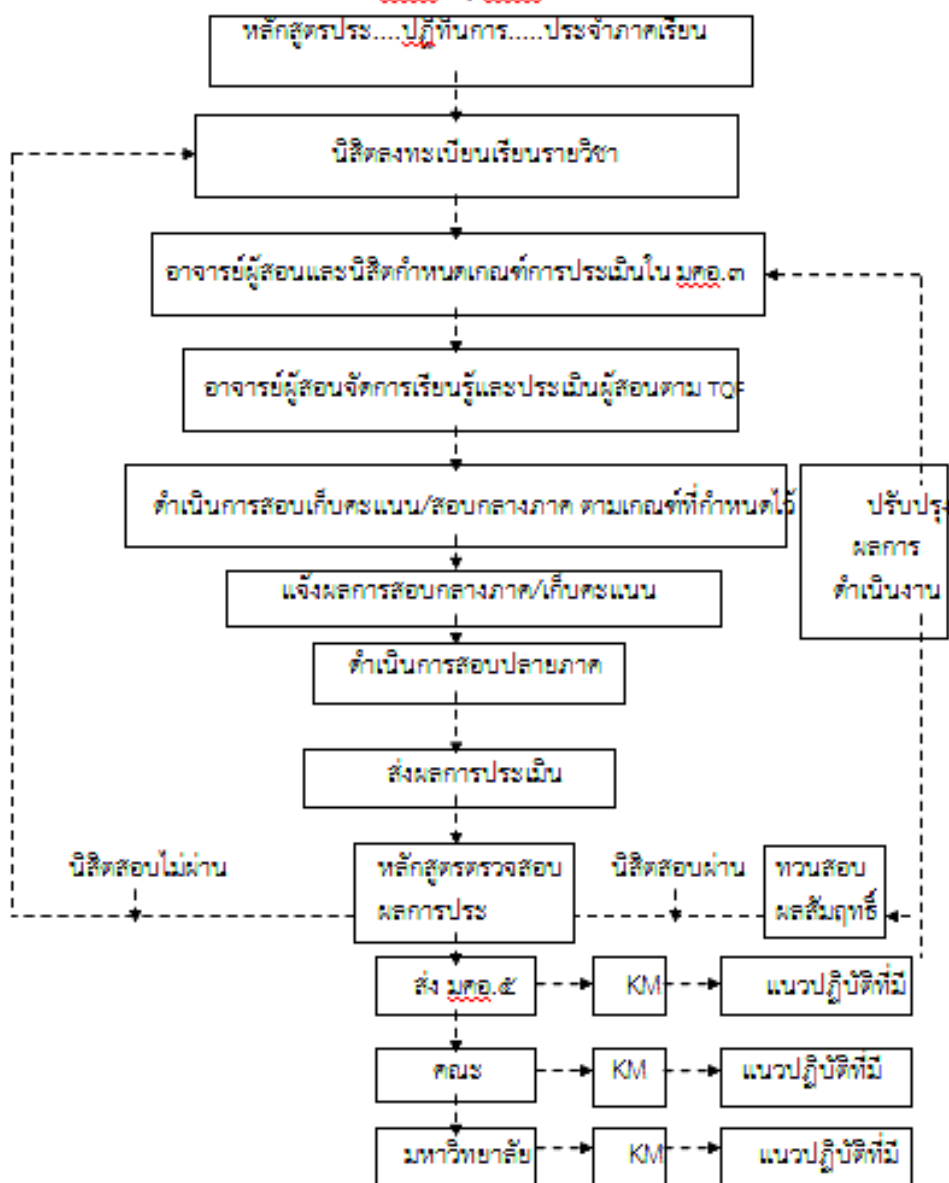 หลักสูตรประ....ปฏิทินการ.....ประจำภาคเรียน
นิสิตลงทะเบียนเรียนรายวิชา
อาจารย์ผู้สอนและนิสิตกำหนดเกณฑ์การประเมินใน มคอ.๓
อาจารย์ผู้สอนจัดการเรียนรู้และประเมินผู้สอนตาม TQF
ดำเนินการสอบเก็บคะแนน/สอบกลางภาค ตามเกณฑ์ที่กำหนดไว้
ปรับปรุง
ผลการ
ดำเนินงาน
แจ้งผลการสอบกลางภาค/เก็บคะแนน
ดำเนินการสอบปลายภาค
ส่งผลการประเมิน
นิสิตสอบไม่ผ่าน
หลักสูตรตรวจสอบ
ผลการประ
นิสิตสอบผ่าน
ทวนสอบ
ผลสัมฤทธิ์
ส่ง มคอ.๕
KM
แนวปฏิบัติที่มี
คณะ
KM
แนวปฏิบัติที่มี
มหาวิทยาลัย
KM
แนวปฏิบัติที่มี